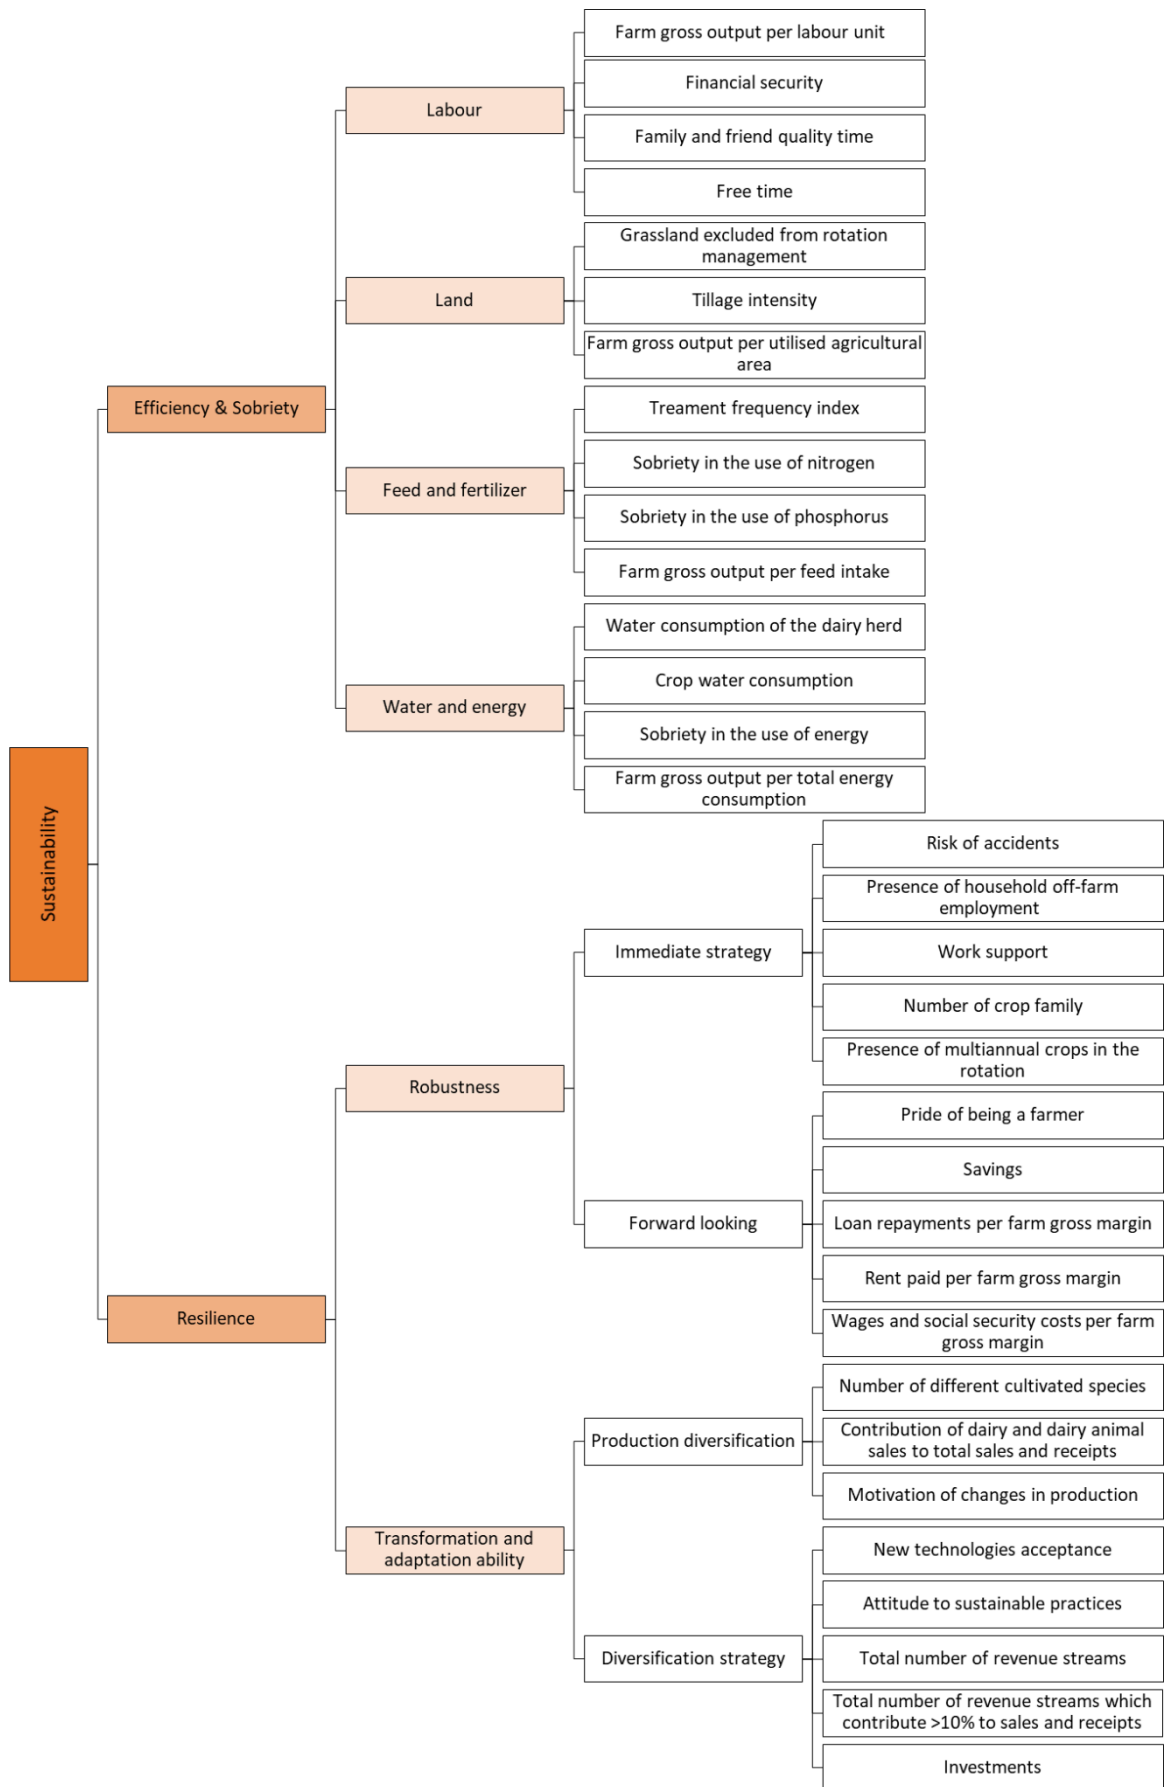 Sustainability
Efficiency & Sobriety
Labour
Farm gross output per labour unit
Financial security
Family and friend quality time
Free time
Land
Grassland excluded from rotation
management
Tillage intensity
Farm gross output per utilised agricultural
area
Feed and fertilizer
Treament frequency index
Sobriety in the use of nitrogen
Sobriety in the use of phosphorus
Farm gross output per feed intake
Water and energy
Water consumption of the dairy herd
Crop water consumption
Sobriety in the use of energy
Farm gross output per total energy
consumption
Resilience
Robustness
Immediate strategy
Risk of accidents
Presence of household off-farm
employment
Work support
Number of crop family
Presence of multiannual crops in the
rotation
Forward looking
Pride of being a farmer
Savings
Loan repayments per farm gross margin
Rent paid per farm gross margin
Wages and social security costs per farm
gross margin
Transformation and
adaptation ability
Production diversification
Number of different cultivated species
Contribution of dairy and dairy animal
sales to total sales and receipts
Motivation of changes in production
Diversification strategy
New technologies acceptance
Attitude to sustainable practices
Total number of revenue streams
Total number of revenue streams which
contribute >10% to sales and receipts
Investments